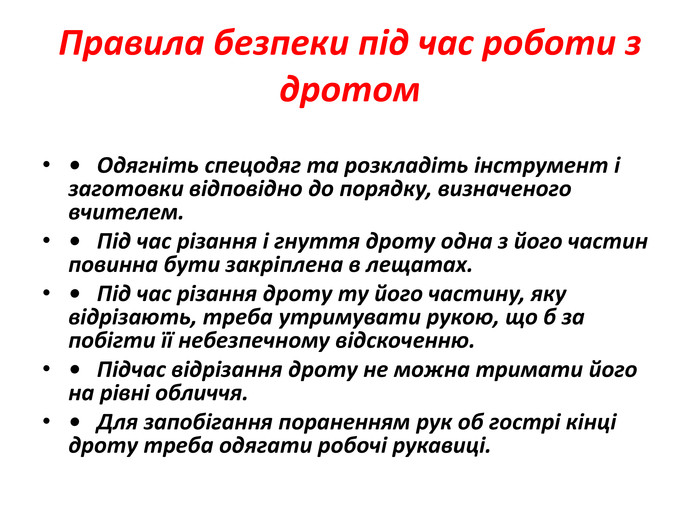 Правила безпеки під час роботи з
дротом
• • Одягніть спецодяг та розкладіть інструмент і
заготовки відповідно до порядку, визначеного
вчителем.
• • Під час різання і гнуття дроту одна з його частин
повинна бути закріплена в лещатах.
• • Під час різання дроту ту його частину, яку
відрізають, треба утримувати рукою, що б за
побігти її небезпечному відскоченню.
• • Підчас відрізання дроту не можна тримати його
на рівні обличчя.
• • Для запобігання пораненням рук об гострі кінці
дроту треба одягати робочі рукавиці.